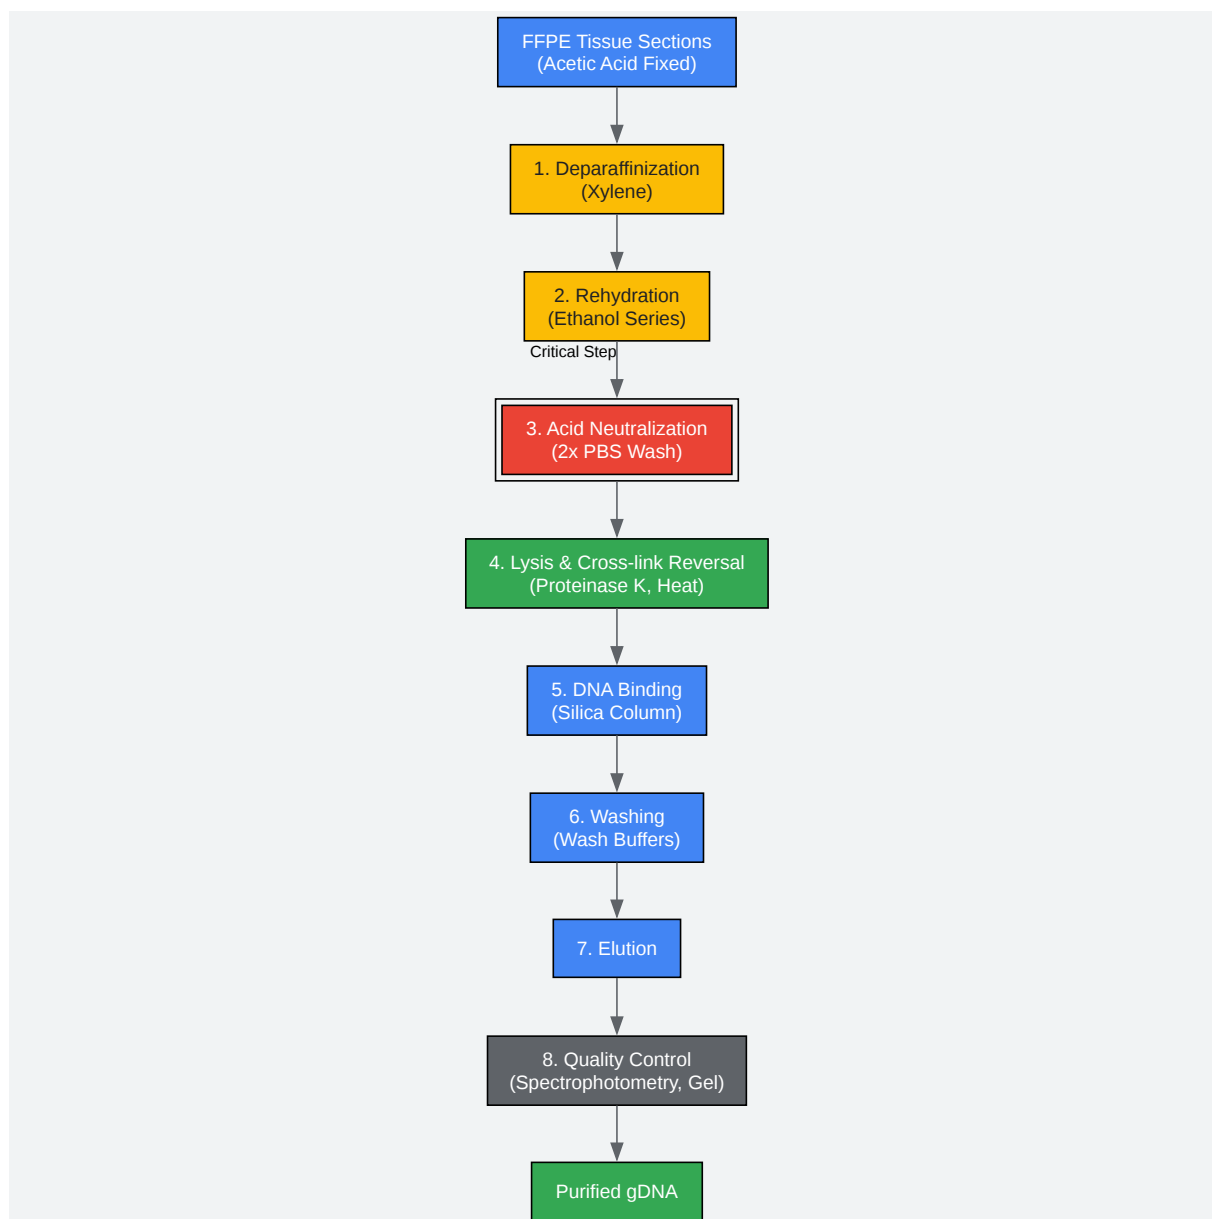 FFPE Tissue Sections
(Acetic Acid Fixed)
1. Deparaffinization
(Xylene)
2. Rehydration
(Ethanol Series)
Critical Step
3. Acid Neutralization
(2x PBS Wash)
4. Lysis & Cross-link Reversal
(Proteinase K, Heat)
5. DNA Binding
(Silica Column)
6. Washing
(Wash Buffers)
7. Elution
8. Quality Control
(Spectrophotometry, Gel)
Purified gDNA